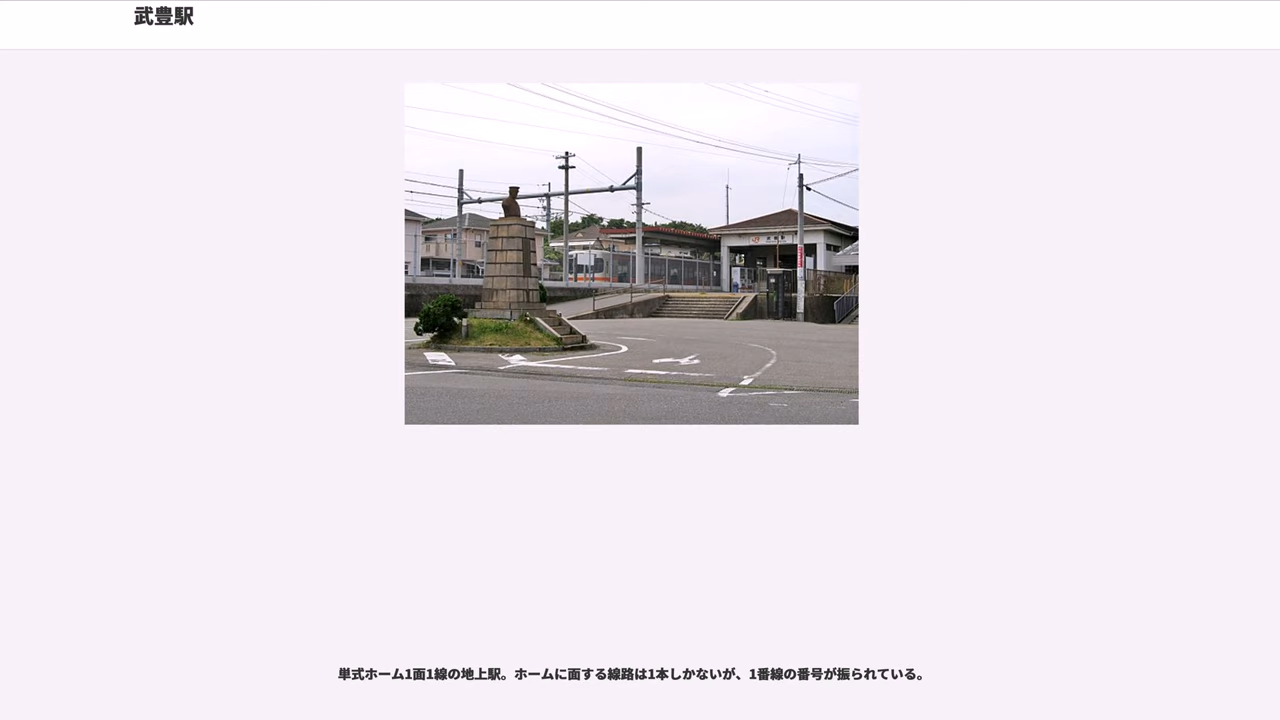 武豊駅
単式ホーム1面1線の地上駅。ホームに面する線路は1本しかないが、1番線の番号が振られている。